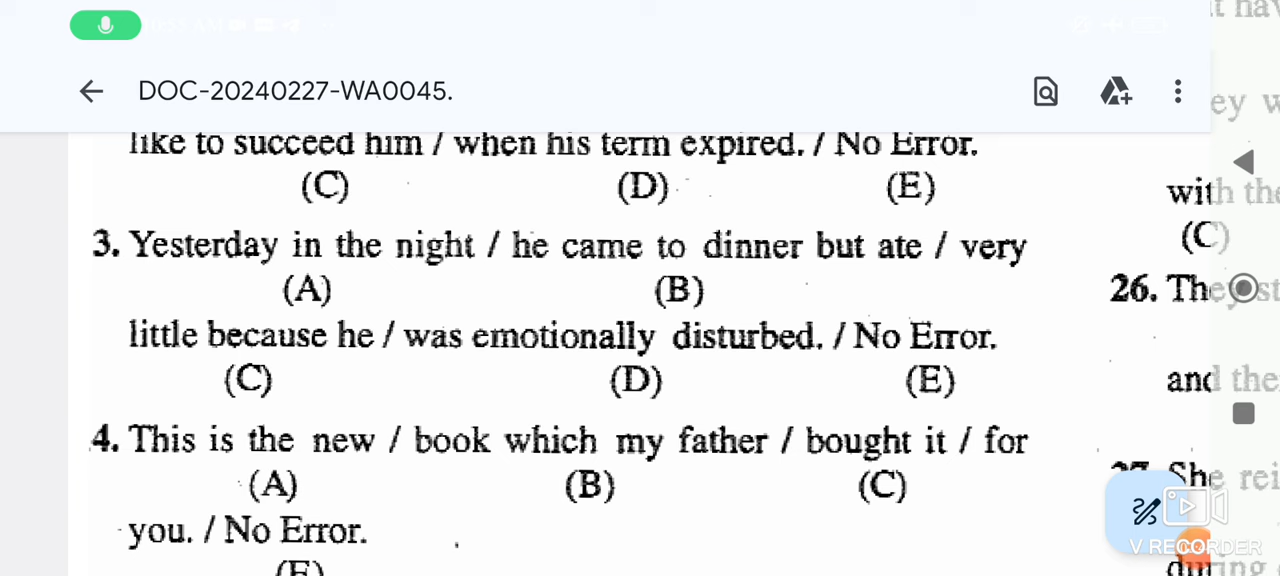 DOC-20240227-WA0045.
like to succeed him / when his term expired. / No Error.
(C) (D) (E)
3. Yesterday in the night / he came to dinner but ate / very
(A) (B)
little because he / was emotionally disturbed. / No Error.
(C) (D) (E)
4. This is the new / book which my father / bought it / for
(A) (B) (C)
you. / No Error.
(E)
with the
(C)
26.
and
27. She
V RECORDER
during